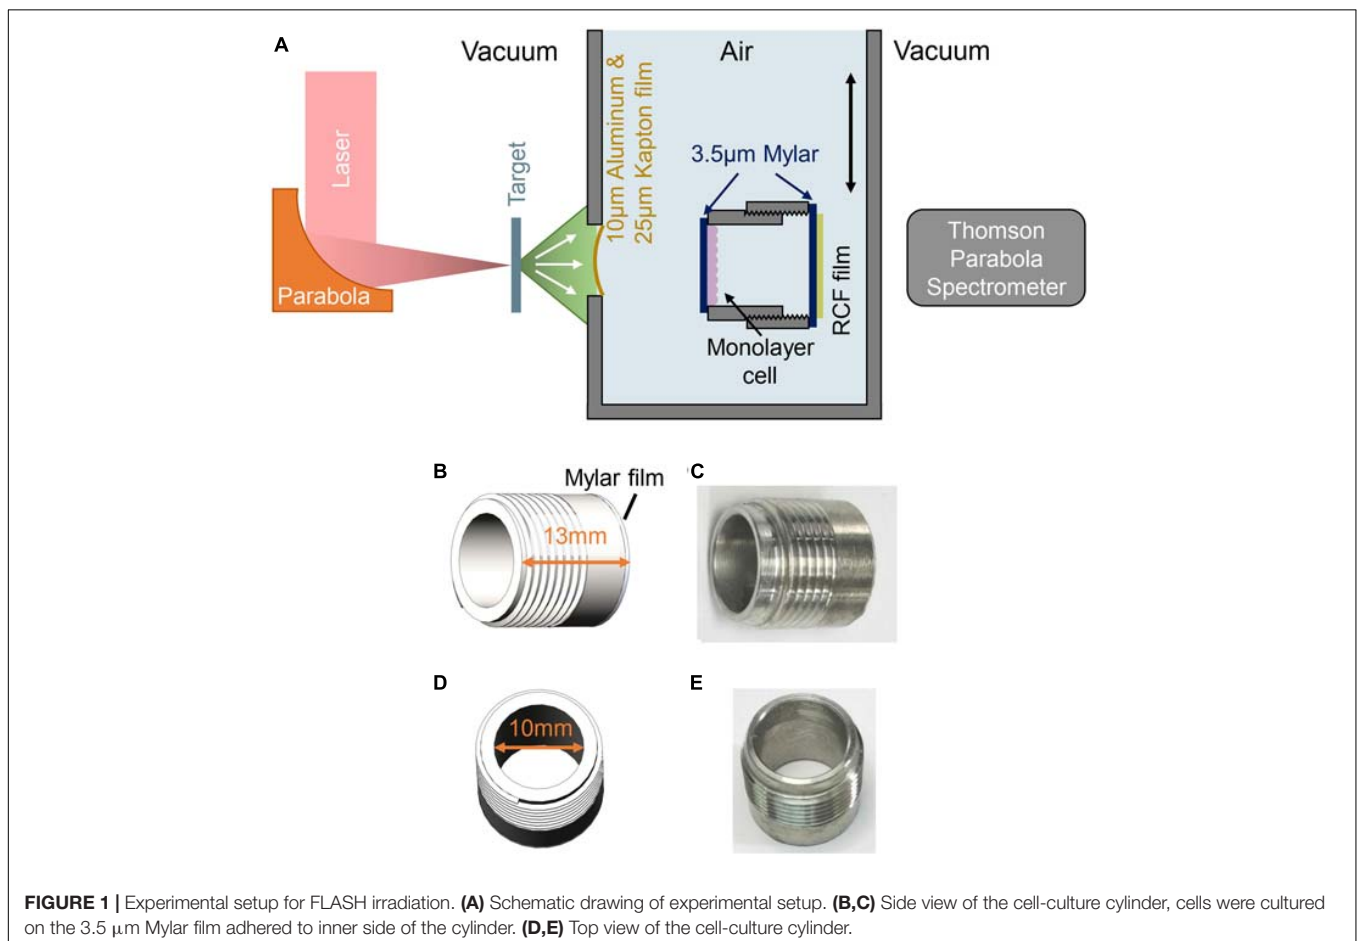 A
Vacuum
Air
Vacuum
Laser
Parabola
Target
10µm Aluminum &
25µm Kapton film
3.5µm Mylar
Monolayer
cell
RCF film
Thomson
Parabola
Spectrometer
B
Mylar film
13mm
C
D
10mm
E
FIGURE 1 | Experimental setup for FLASH irradiation. (A) Schematic drawing of experimental setup. (B,C) Side view of the cell-culture cylinder, cells were cultured
on the 3.5 µm Mylar film adhered to inner side of the cylinder. (D,E) Top view of the cell-culture cylinder.